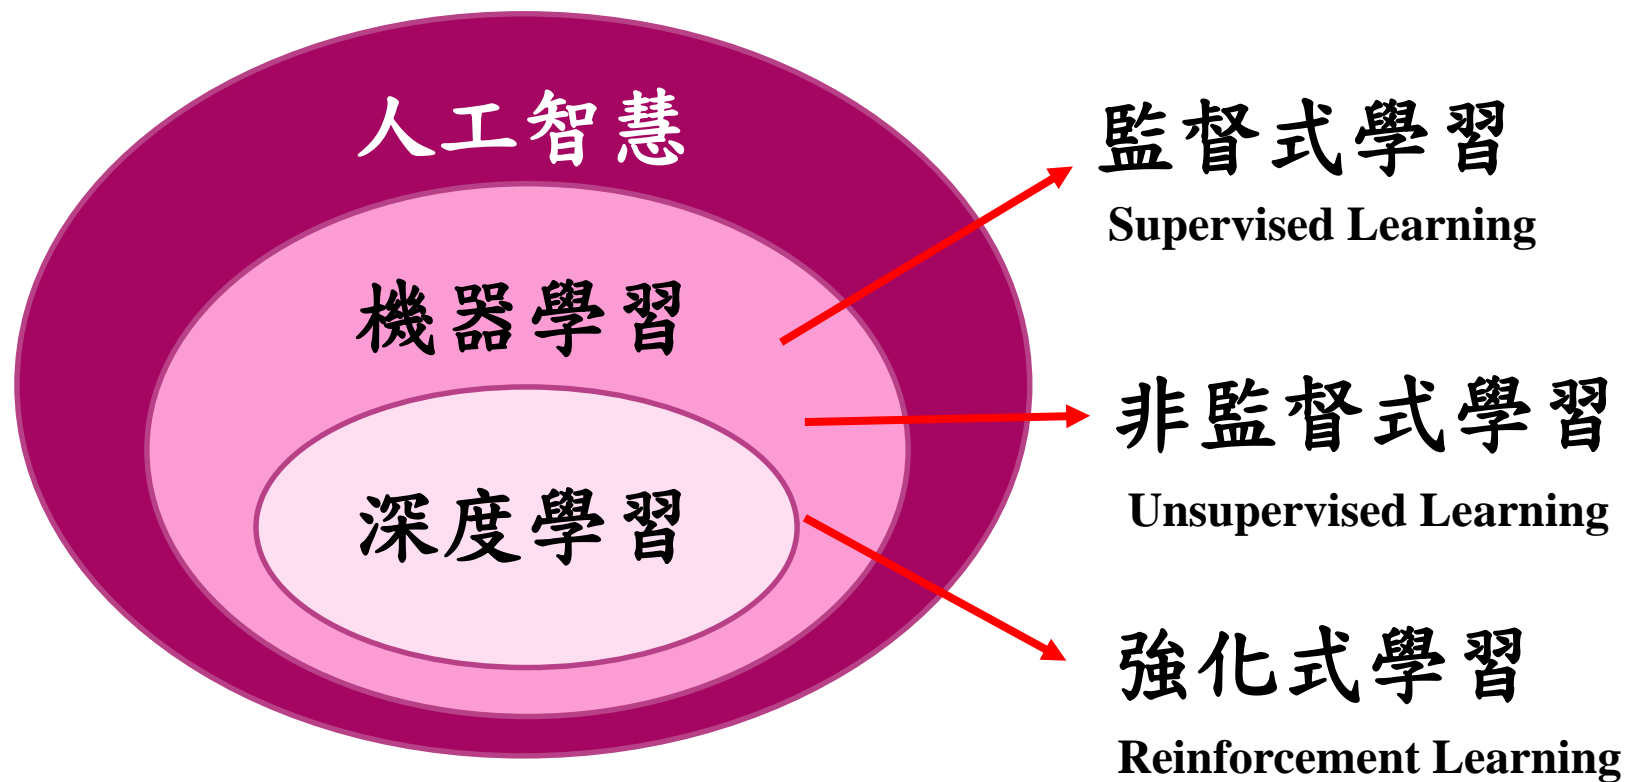 人工智慧
機器學習
深度學習
監督式學習
Supervised Learning
非監督式學習
Unsupervised Learning
強化式學習
Reinforcement Learning